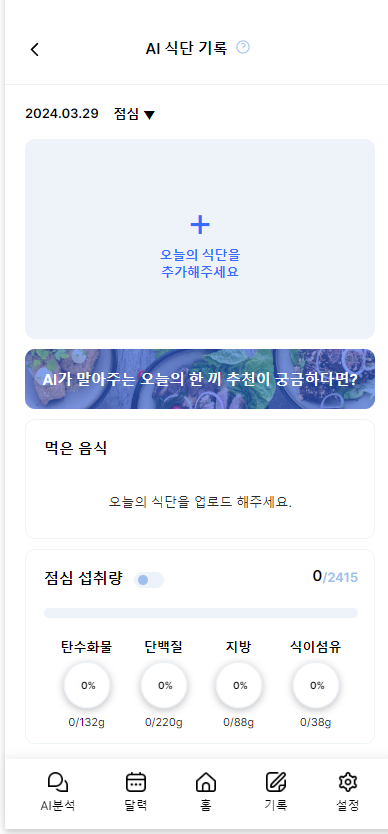 AI 식단 기록
2024.03.29 점심 ▼
+
오늘의 식단을
추가해주세요
AI가 말아주는 오늘의 한 끼 추천이 궁금하다면?
먹은 음식
오늘의 식단을 업로드 해주세요.
점심 섭취량 0/2415
탄수화물 단백질 지방 식이섬유
0% 0% 0% 0%
0/132g 0/220g 0/88g 0/38g
AI분석 달력 홈 기록 설정